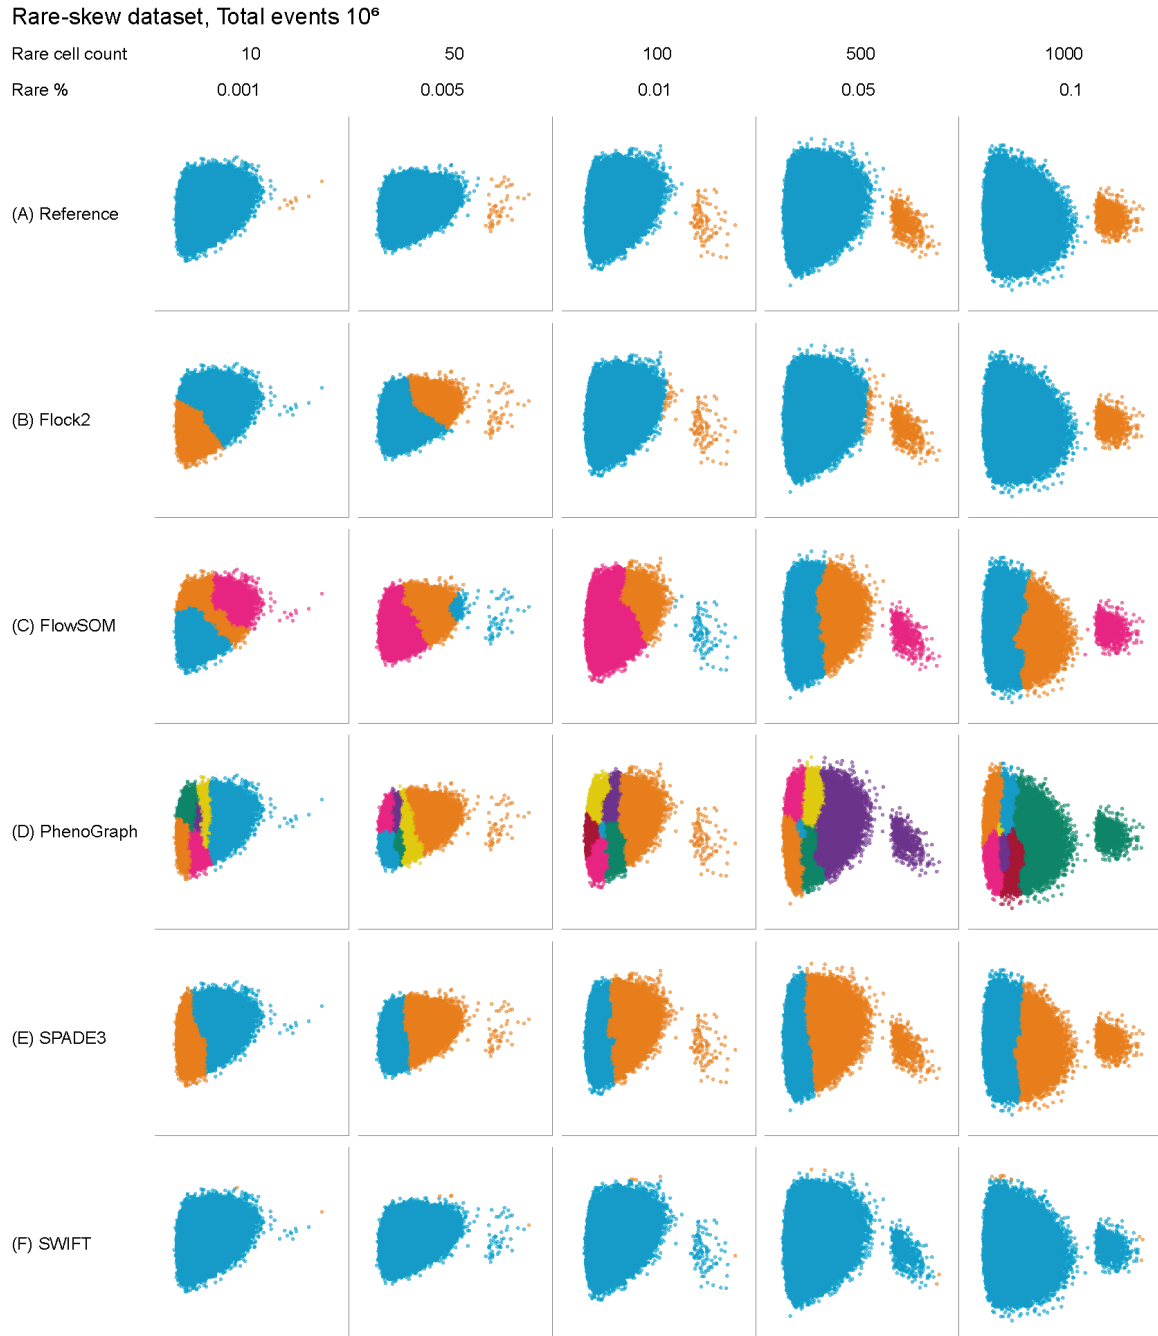 Rare-skew dataset, Total events 10⁶
Rare cell count 10 50 100 500 1000
Rare % 0.001 0.005 0.01 0.05 0.1
(A) Reference
(B) Flock2
(C) FlowSOM
(D) PhenoGraph
(E) SPADE3
(F) SWIFT